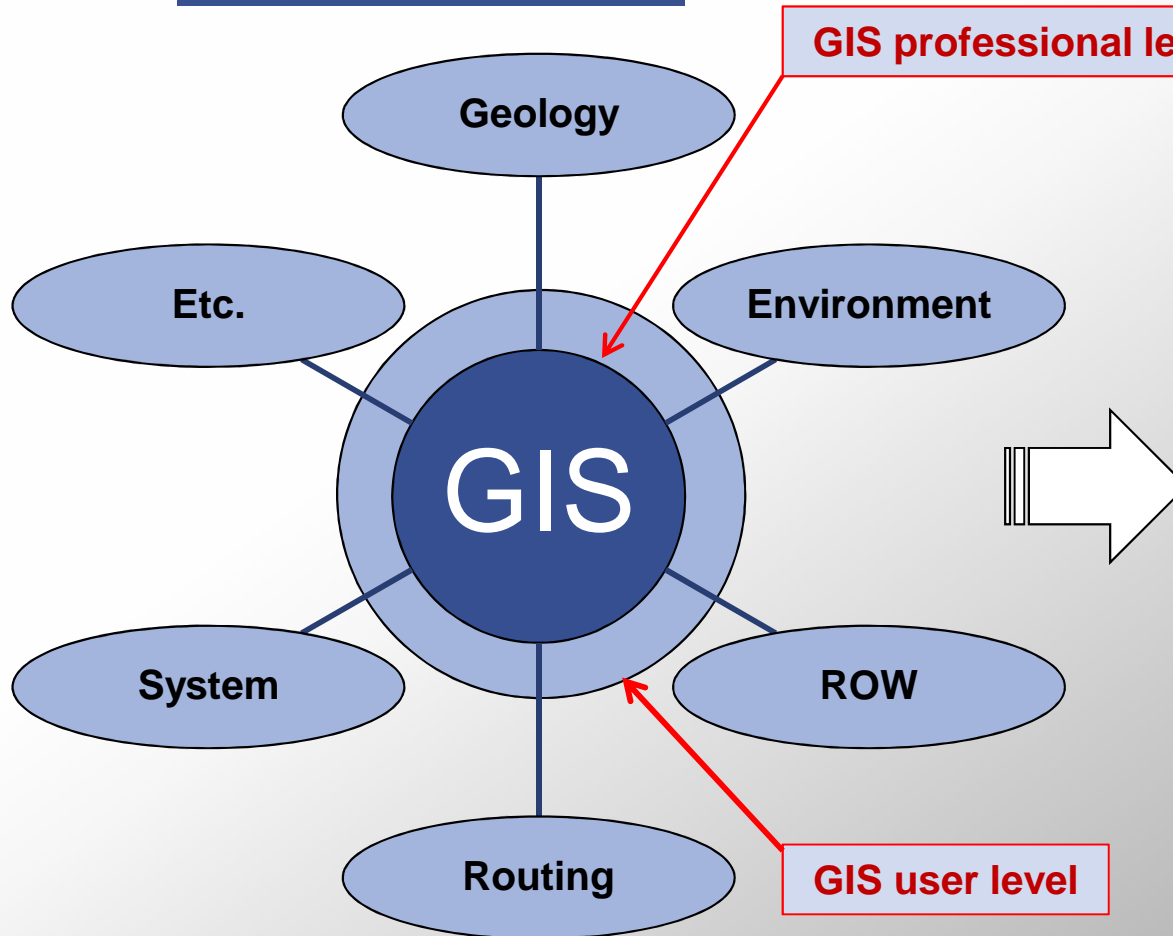 GIS professional le
Geology
Etc.
Environment
GIS
System
ROW
Routing
GIS user level